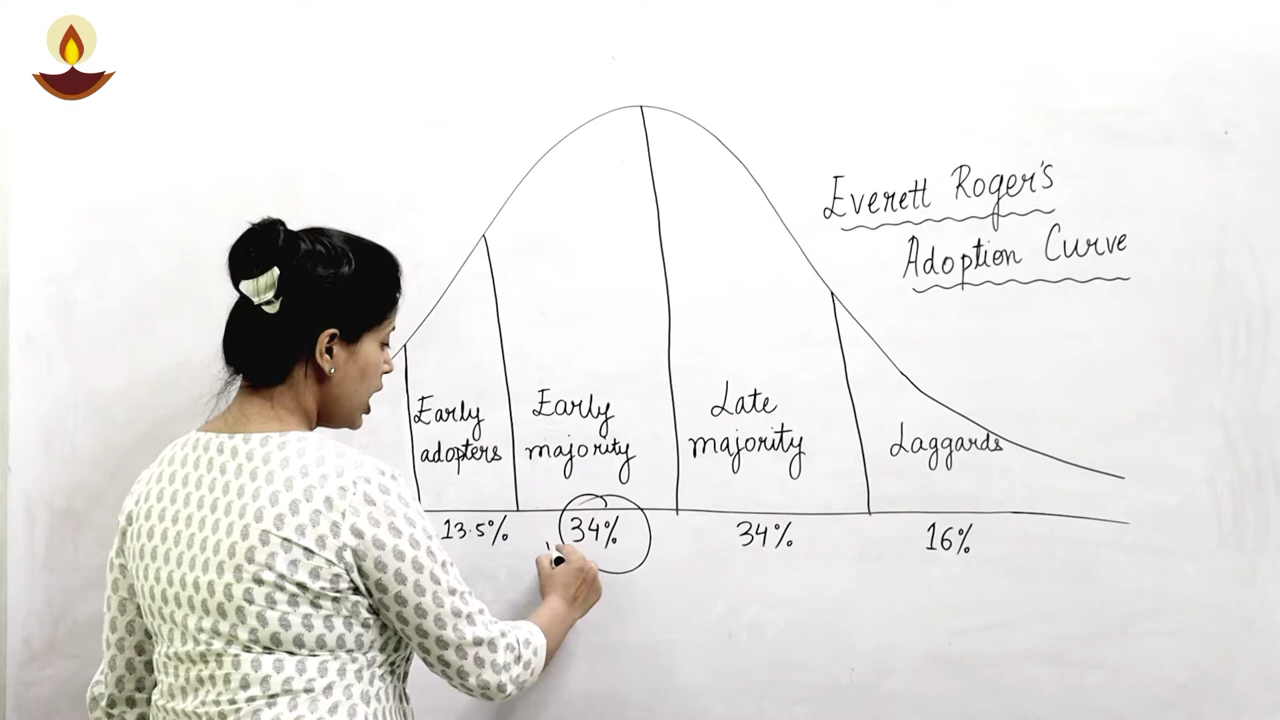 Everett Roger's
Adoption Curve
Early
adopters
Early
majority
Late
majority
Laggards
13.5%
34%
34%
16%